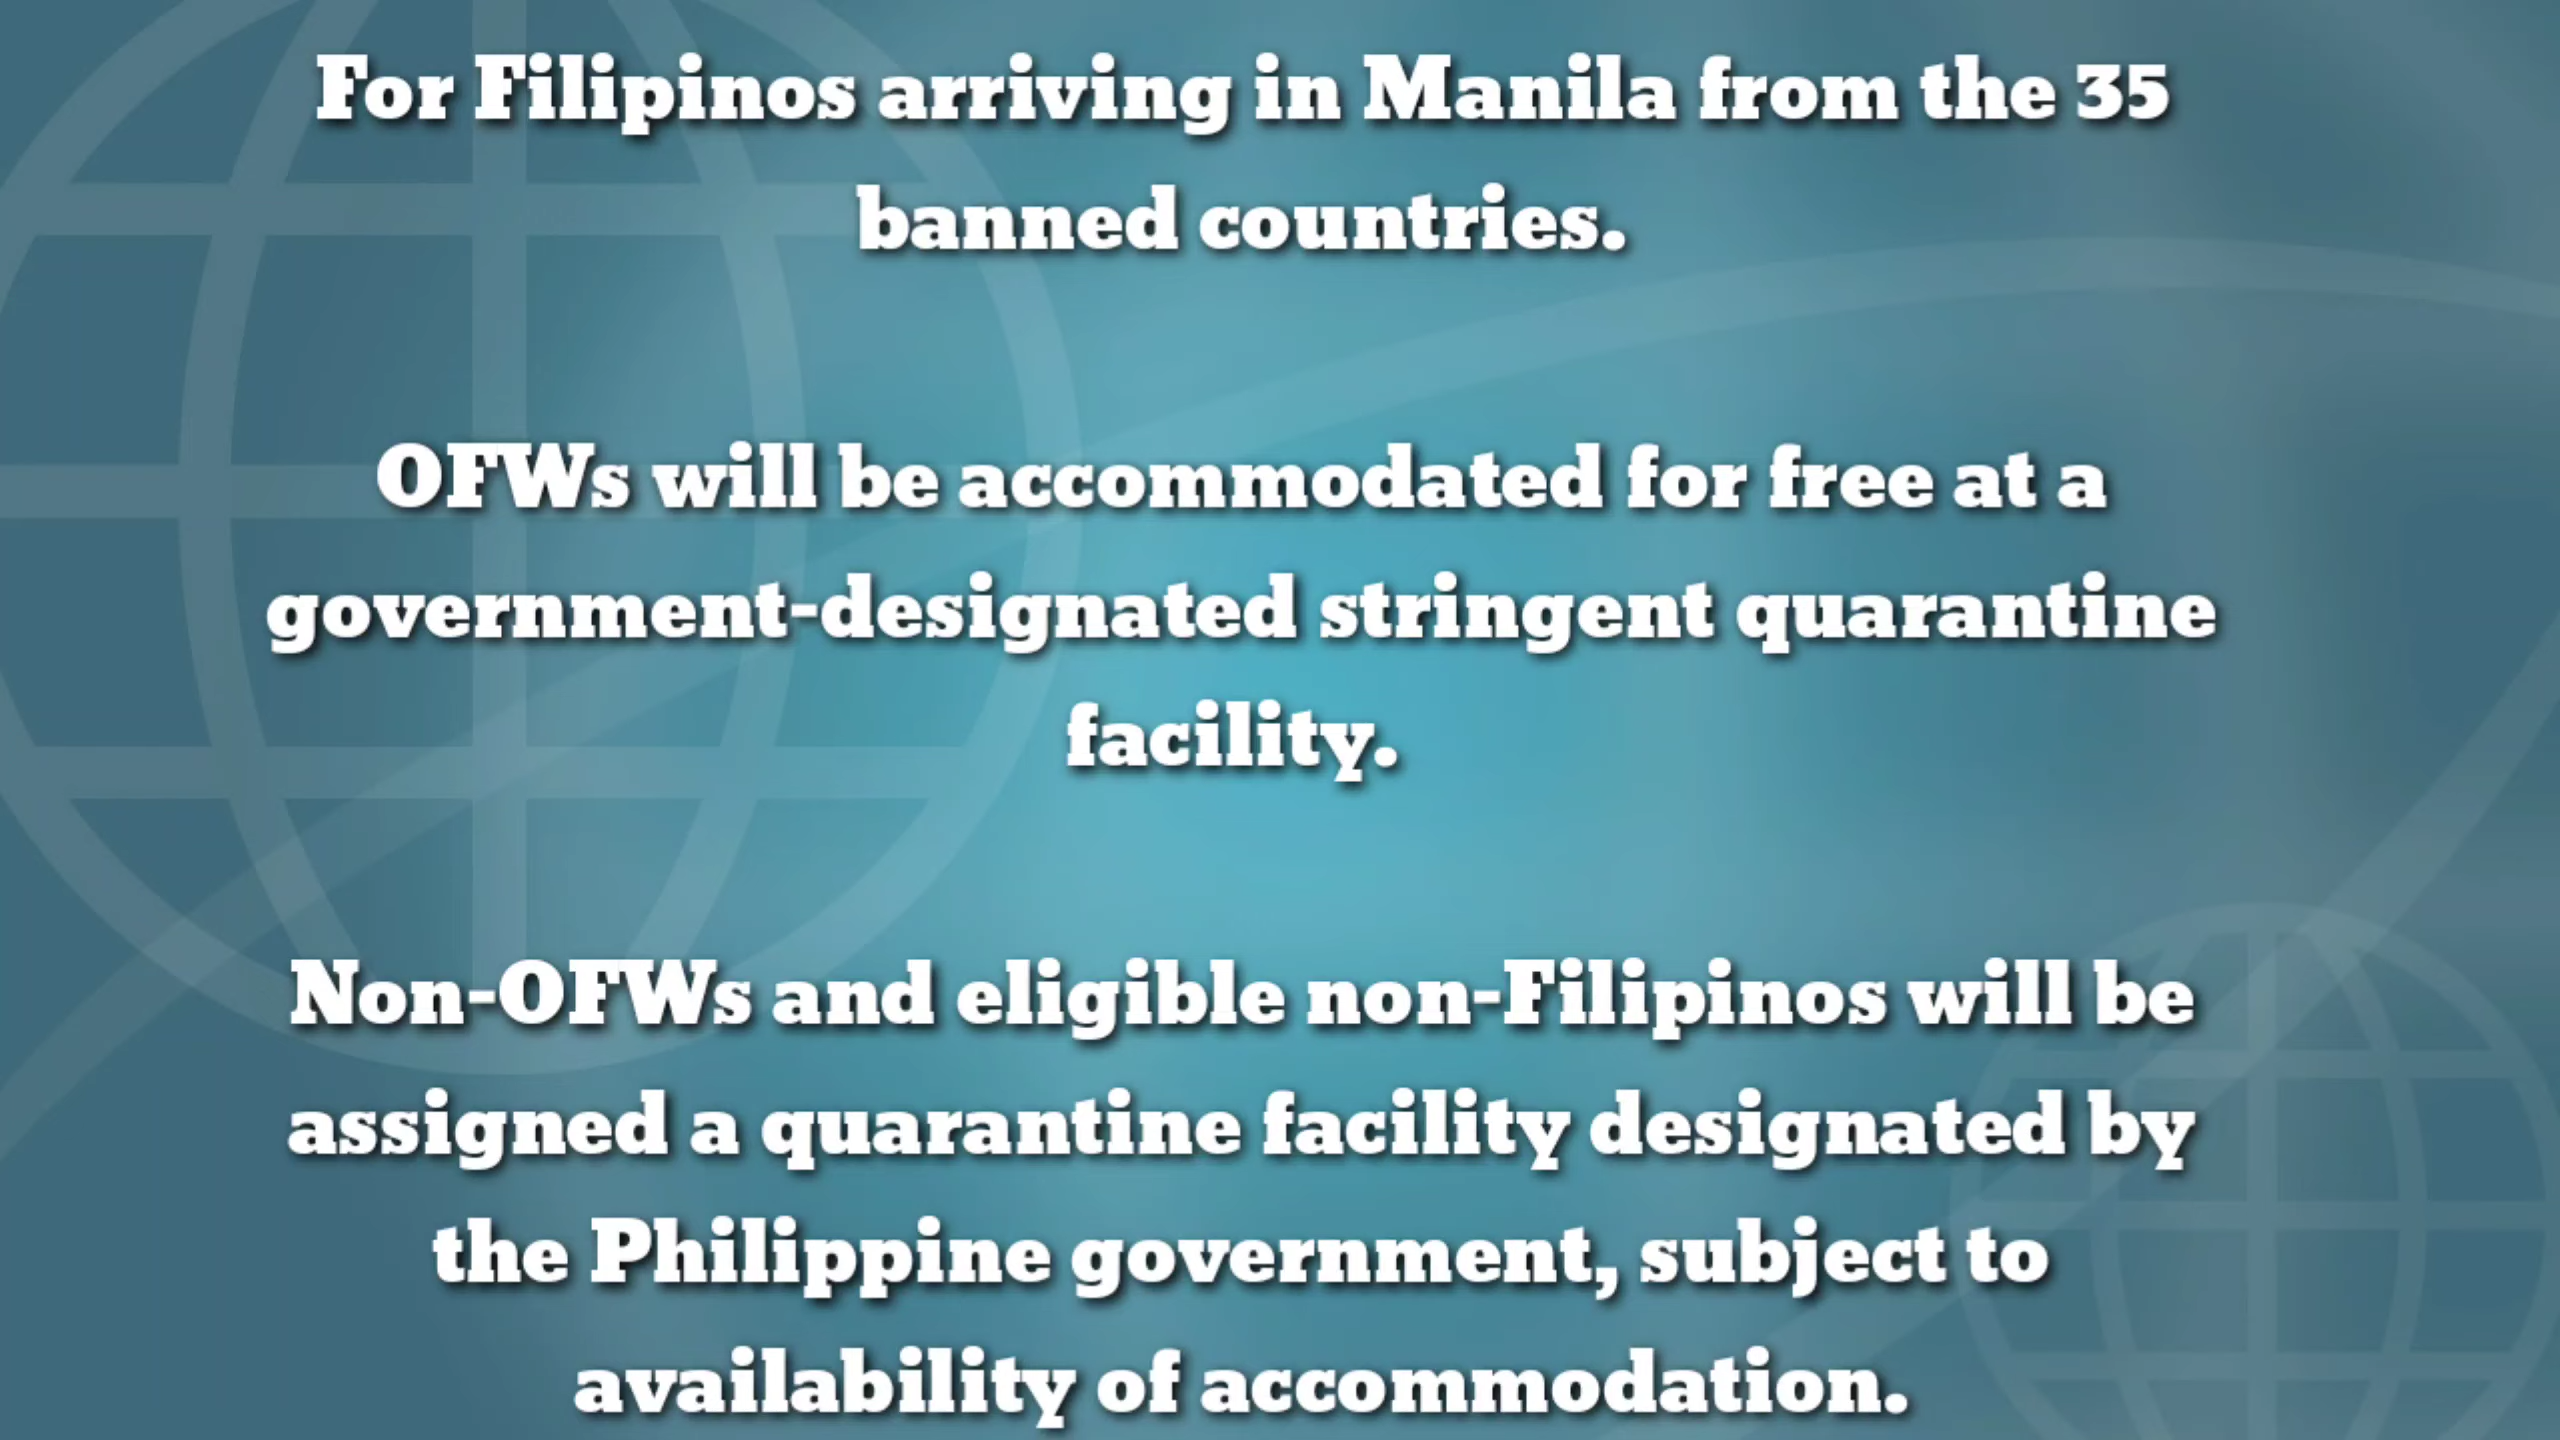 For Filipinos arriving in Manila from the 35
banned countries.
OFWs will be accommodated for free at a
government-designated stringent quarantine
facility.
Non-OFWs and eligible non-Filipinos will be
assigned a quarantine facility designated by
the Philippine government, subject to
availability of accommodation.